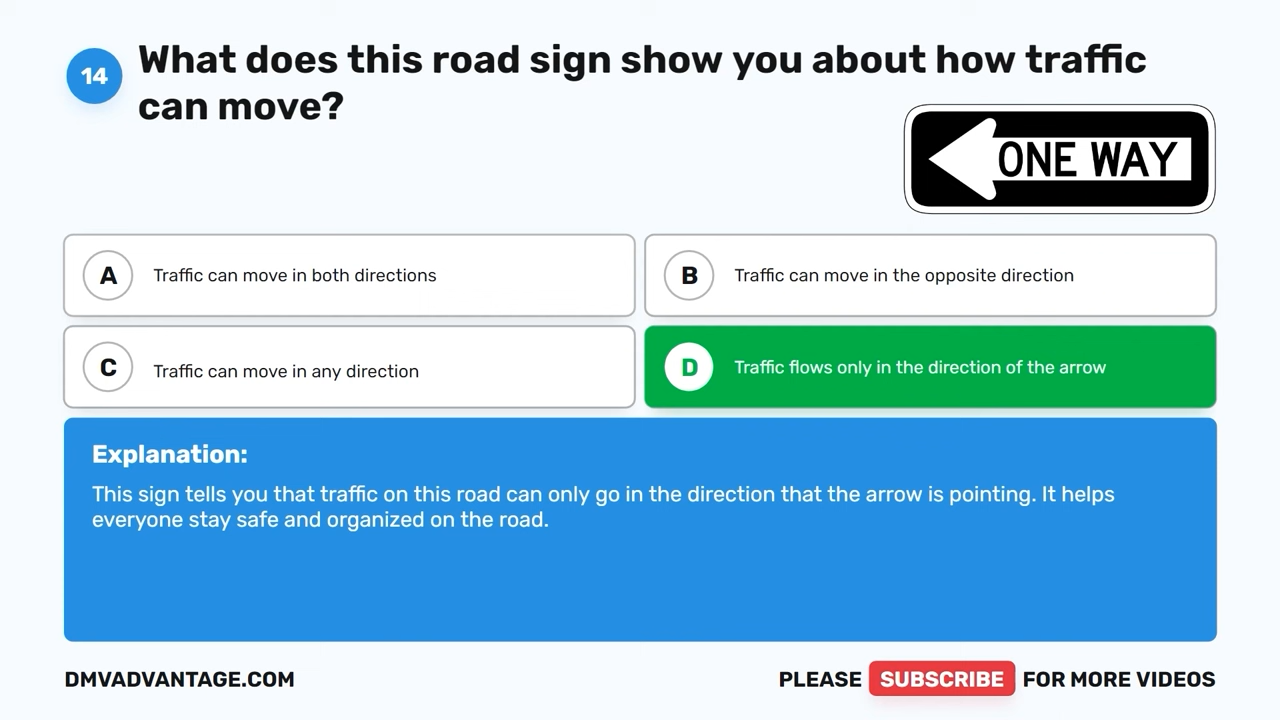 14
What does this road sign show you about how traffic
can move?
ONE WAY
A
Traffic can move in both directions
B
Traffic can move in the opposite direction
C
Traffic can move in any direction
D
Traffic flows only in the direction of the arrow
Explanation:
This sign tells you that traffic on this road can only go in the direction that the arrow is pointing. It helps
everyone stay safe and organized on the road.
DMVADVANTAGE.COM
PLEASE SUBSCRIBE FOR MORE VIDEOS